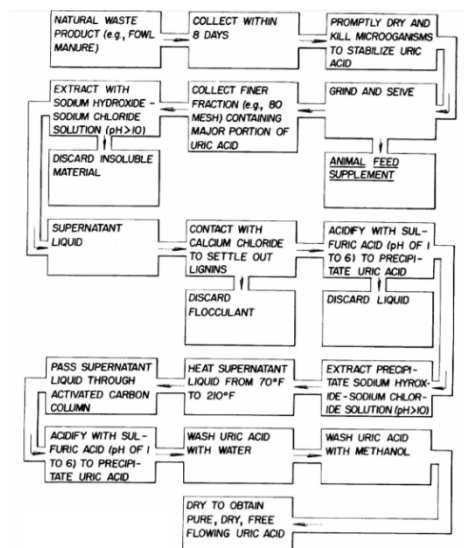 NATURAL WASTE
PRODUCT (e.g., FOWL
MANURE)
COLLECT WITHIN
8 DAYS
PROMPTLY DRY AND
KILL MICROOGANISMS
TO STABILIZE URIC
ACID
GRIND AND SEIVE
ANIMAL FEED
SUPPLEMENT
COLLECT FINER
FRACTION (e.g., 80
MESH) CONTAINING
MAJOR PORTION OF
URIC ACID
EXTRACT WITH
SODIUM HYDROXIDE-
SODIUM CHLORIDE
SOLUTION (pH>10)
DISCARD INSOLUBLE
MATERIAL
SUPERNATANT
LIQUID
CONTACT WITH
CALCIUM CHLORIDE
TO SETTLE OUT
LIGNINS
DISCARD
FLOCCULANT
ACIDIFY WITH SUL-
FURIC ACID (pH OF 1
TO 6) TO PRECIPI-
TATE URIC ACID
DISCARD LIQUID
EXTRACT PRECIPI-
TATE SODIUM HYROX-
IDE-SODIUM CHLOR-
IDE SOLUTION (pH>10)
HEAT SUPERNATANT
LIQUID FROM 70°F
TO 210°F
PASS SUPERNATANT
LIQUID THROUGH
ACTIVATED CARBON
COLUMN
ACIDIFY WITH SUL-
FURIC ACID (pH OF 1
TO 6) TO PRECIPI-
TATE URIC ACID
WASH URIC ACID
WITH WATER
WASH URIC ACID
WITH METHANOL
DRY TO OBTAIN
PURE, DRY, FREE
FLOWING URIC ACID